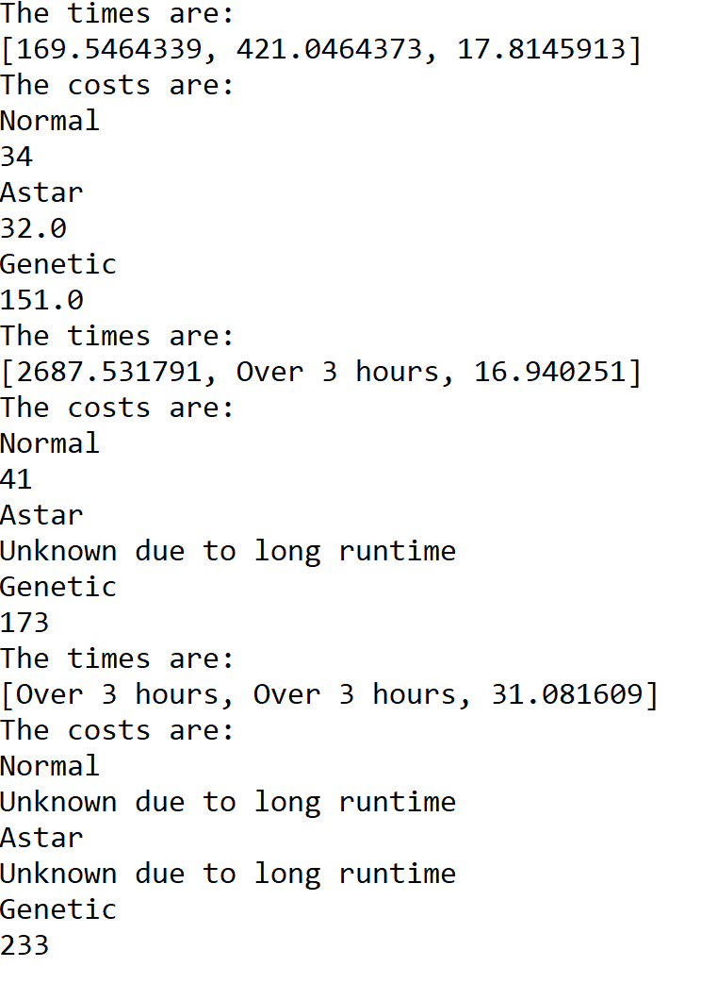 The times are:
[169.5464339, 421.0464373, 17.8145913]
The costs are:
Normal
34
Astar
32.0
Genetic
151.0
The times are:
[2687.531791, Over 3 hours, 16.940251]
The costs are:
Normal
41
Astar
Unknown due to long runtime
Genetic
173
The times are:
[Over 3 hours, Over 3 hours, 31.081609]
The costs are:
Normal
Unknown due to long runtime
Astar
Unknown due to long runtime
Genetic
233